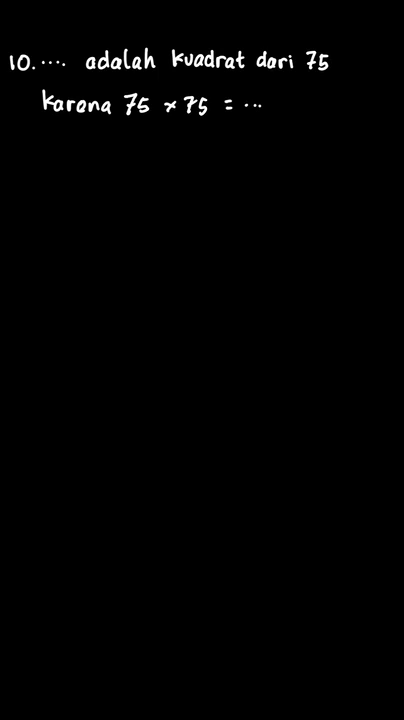 10. .... adalah kuadrat dari 75
karena 75 × 75 = ...